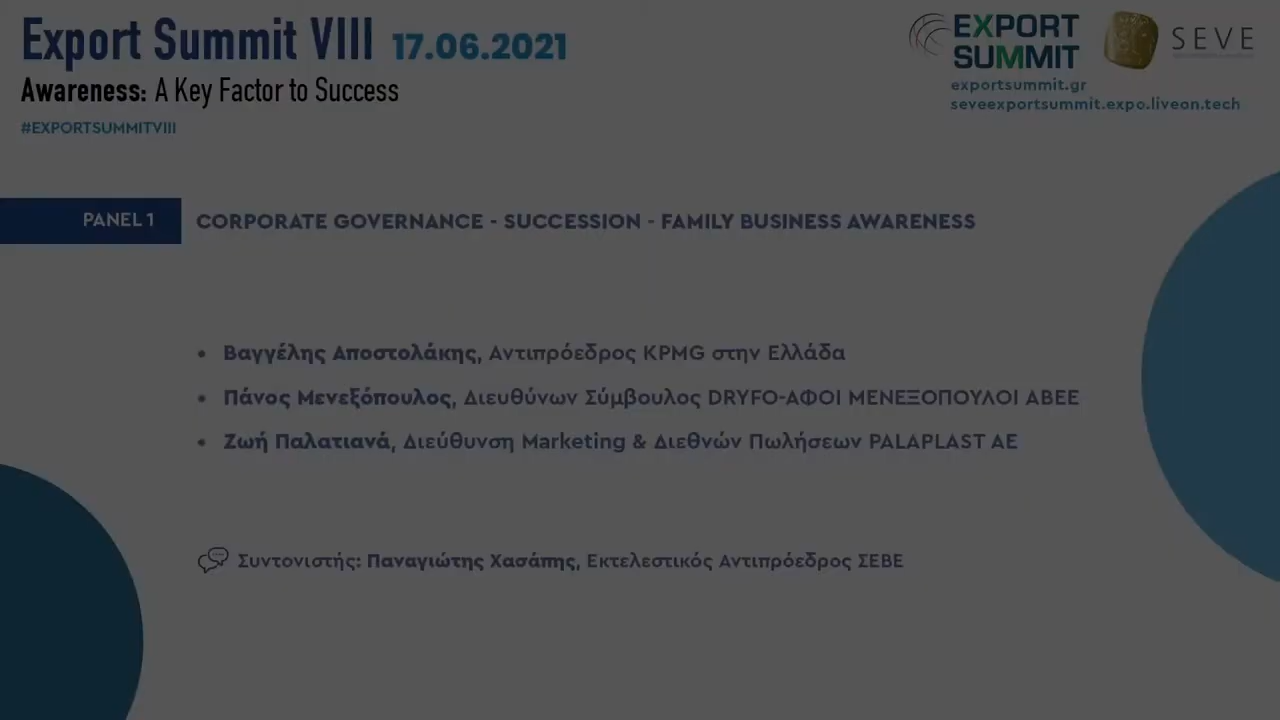 Export Summit VIII 17.06.2021
Awareness: A Key Factor to Success
#EXPORTSUMMITVIII
EXPORT SUMMIT
SEVE
exportsummit.gr
seveexportsummit.expo.liveon.tech
PANEL 1 CORPORATE GOVERNANCE - SUCCESSION - FAMILY BUSINESS AWARENESS
• Βαγγέλης Αποστολάκης, Αντιπρόεδρος KPMG στην Ελλάδα
• Πάνος Μενεξόπουλος, Διευθύνων Σύμβουλος DRYFO-ΑΦΟΙ ΜΕΝΕΞΟΠΟΥΛΟΙ ΑΒΕΕ
• Ζωή Παλατιανά, Διεύθυνση Marketing & Διεθνών Πωλήσεων PALAPLAST AE
Συντονιστής: Παναγιώτης Χασάπης, Εκτελεστικός Αντιπρόεδρος ΣΕΒΕ